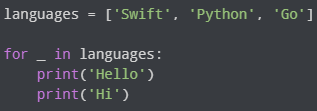 languages = ['Swift', 'Python', 'Go']
for _ in languages:
    print('Hello')
    print('Hi')